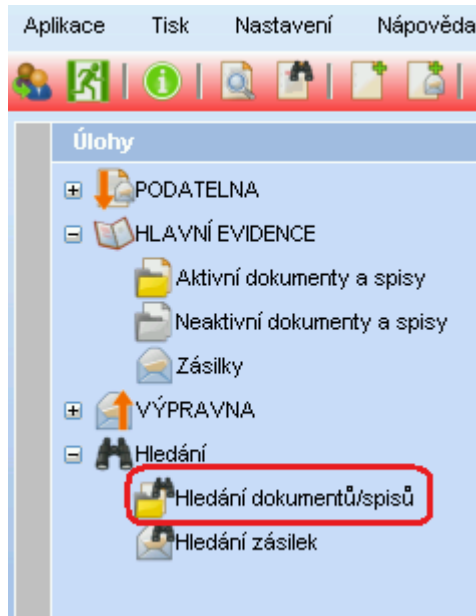 Aplikace Tisk Nastavení Nápověda
Úlohy
PODATELNA
HLAVNÍ EVIDENCE
Aktivní dokumenty a spisy
Neaktivní dokumenty a spisy
Zásilky
VÝPRAVNA
Hledání
Hledání dokumentů/spisů
Hledání zásilek